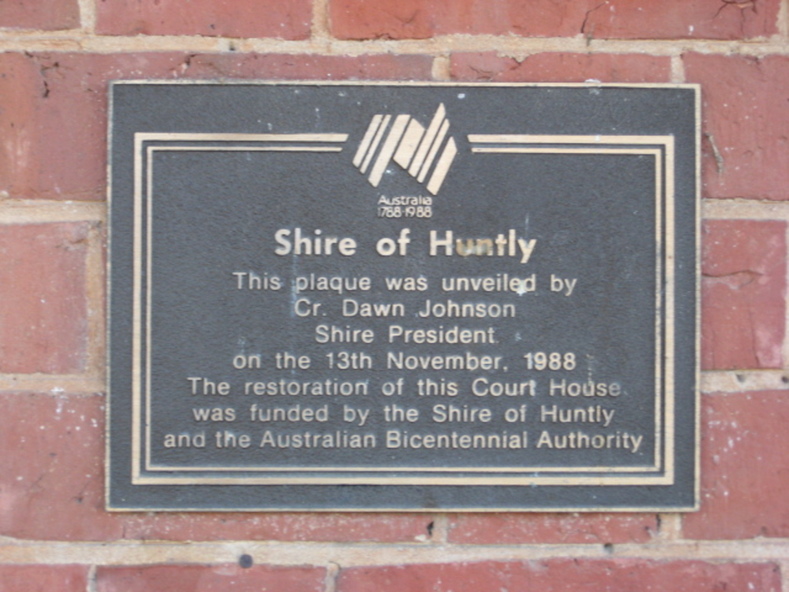 Australia
1788-1988
Shire of Huntly
This plaque was unveiled by
Cr. Dawn Johnson
Shire President
on the 13th November, 1988
The restoration of this Court House
was funded by the Shire of Huntly
and the Australian Bicentennial Authority